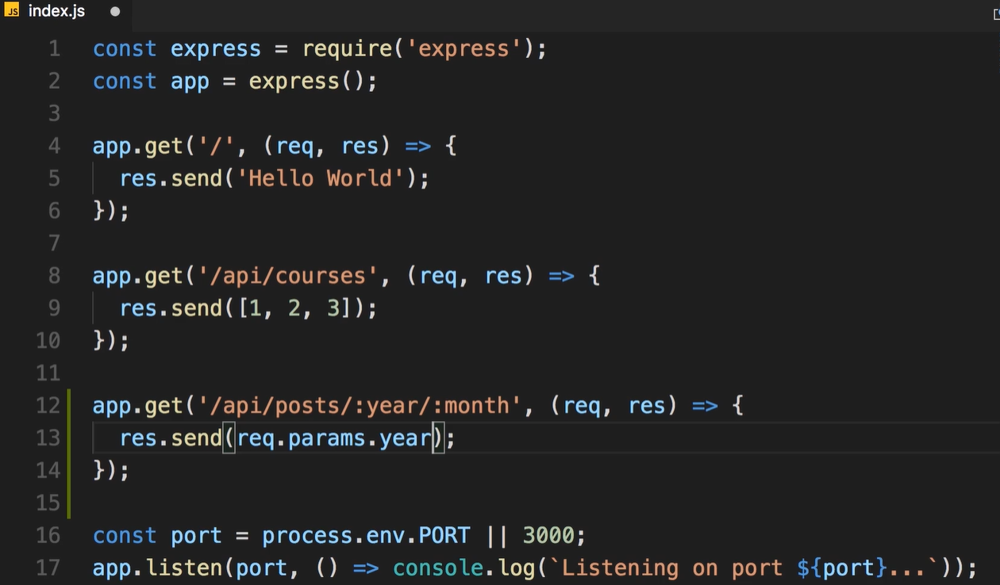 JS index.js
1 const express = require('express');
2 const app = express();
3
4 app.get('/', (req, res) => {
5   res.send('Hello World');
6 });
7
8 app.get('/api/courses', (req, res) => {
9   res.send([1, 2, 3]);
10 });
11
12 app.get('/api/posts/:year/:month', (req, res) => {
13   res.send(req.params.year);
14 });
15
16 const port = process.env.PORT || 3000;
17 app.listen(port, () => console.log(`Listening on port ${port}...`));